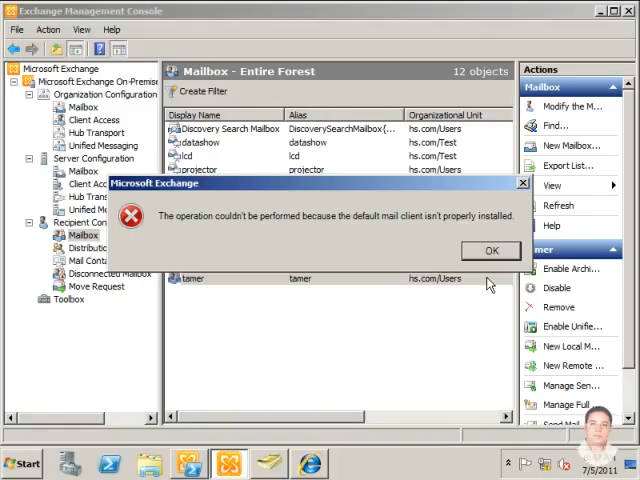 Exchange Management Console
File Action View Help
Microsoft Exchange
Microsoft Exchange On-Premise
Organization Configuration
Mailbox
Client Access
Hub Transport
Unified Messaging
Server Configuration
Mailbox
Client Acc
Hub Trans
Unified M
Recipient Con
Mailbox
Distributio
Mail Conta
Disconnected Mailbox
Move Request
Toolbox
Mailbox - Entire Forest 12 objects
Create Filter
Display Name Alias Organizational Unit
Discovery Search Mailbox DiscoverySearchMailbox{... hs.com/Users
datashow datashow hs.com/Test
lcd lcd hs.com/Test
projector projector hs.com/Test
tamer tamer hs.com/Users
Microsoft Exchange
The operation couldn't be performed because the default mail client isn't properly installed.
OK
Actions
Mailbox
Modify the M...
Find...
New Mailbox...
Export List...
View
Refresh
Help
mer
Enable Archi...
Disable
Remove
Enable Unifie...
New Local M...
New Remote ...
Manage Sen...
Manage Full ...
Send Mail
Start
7/5/2011